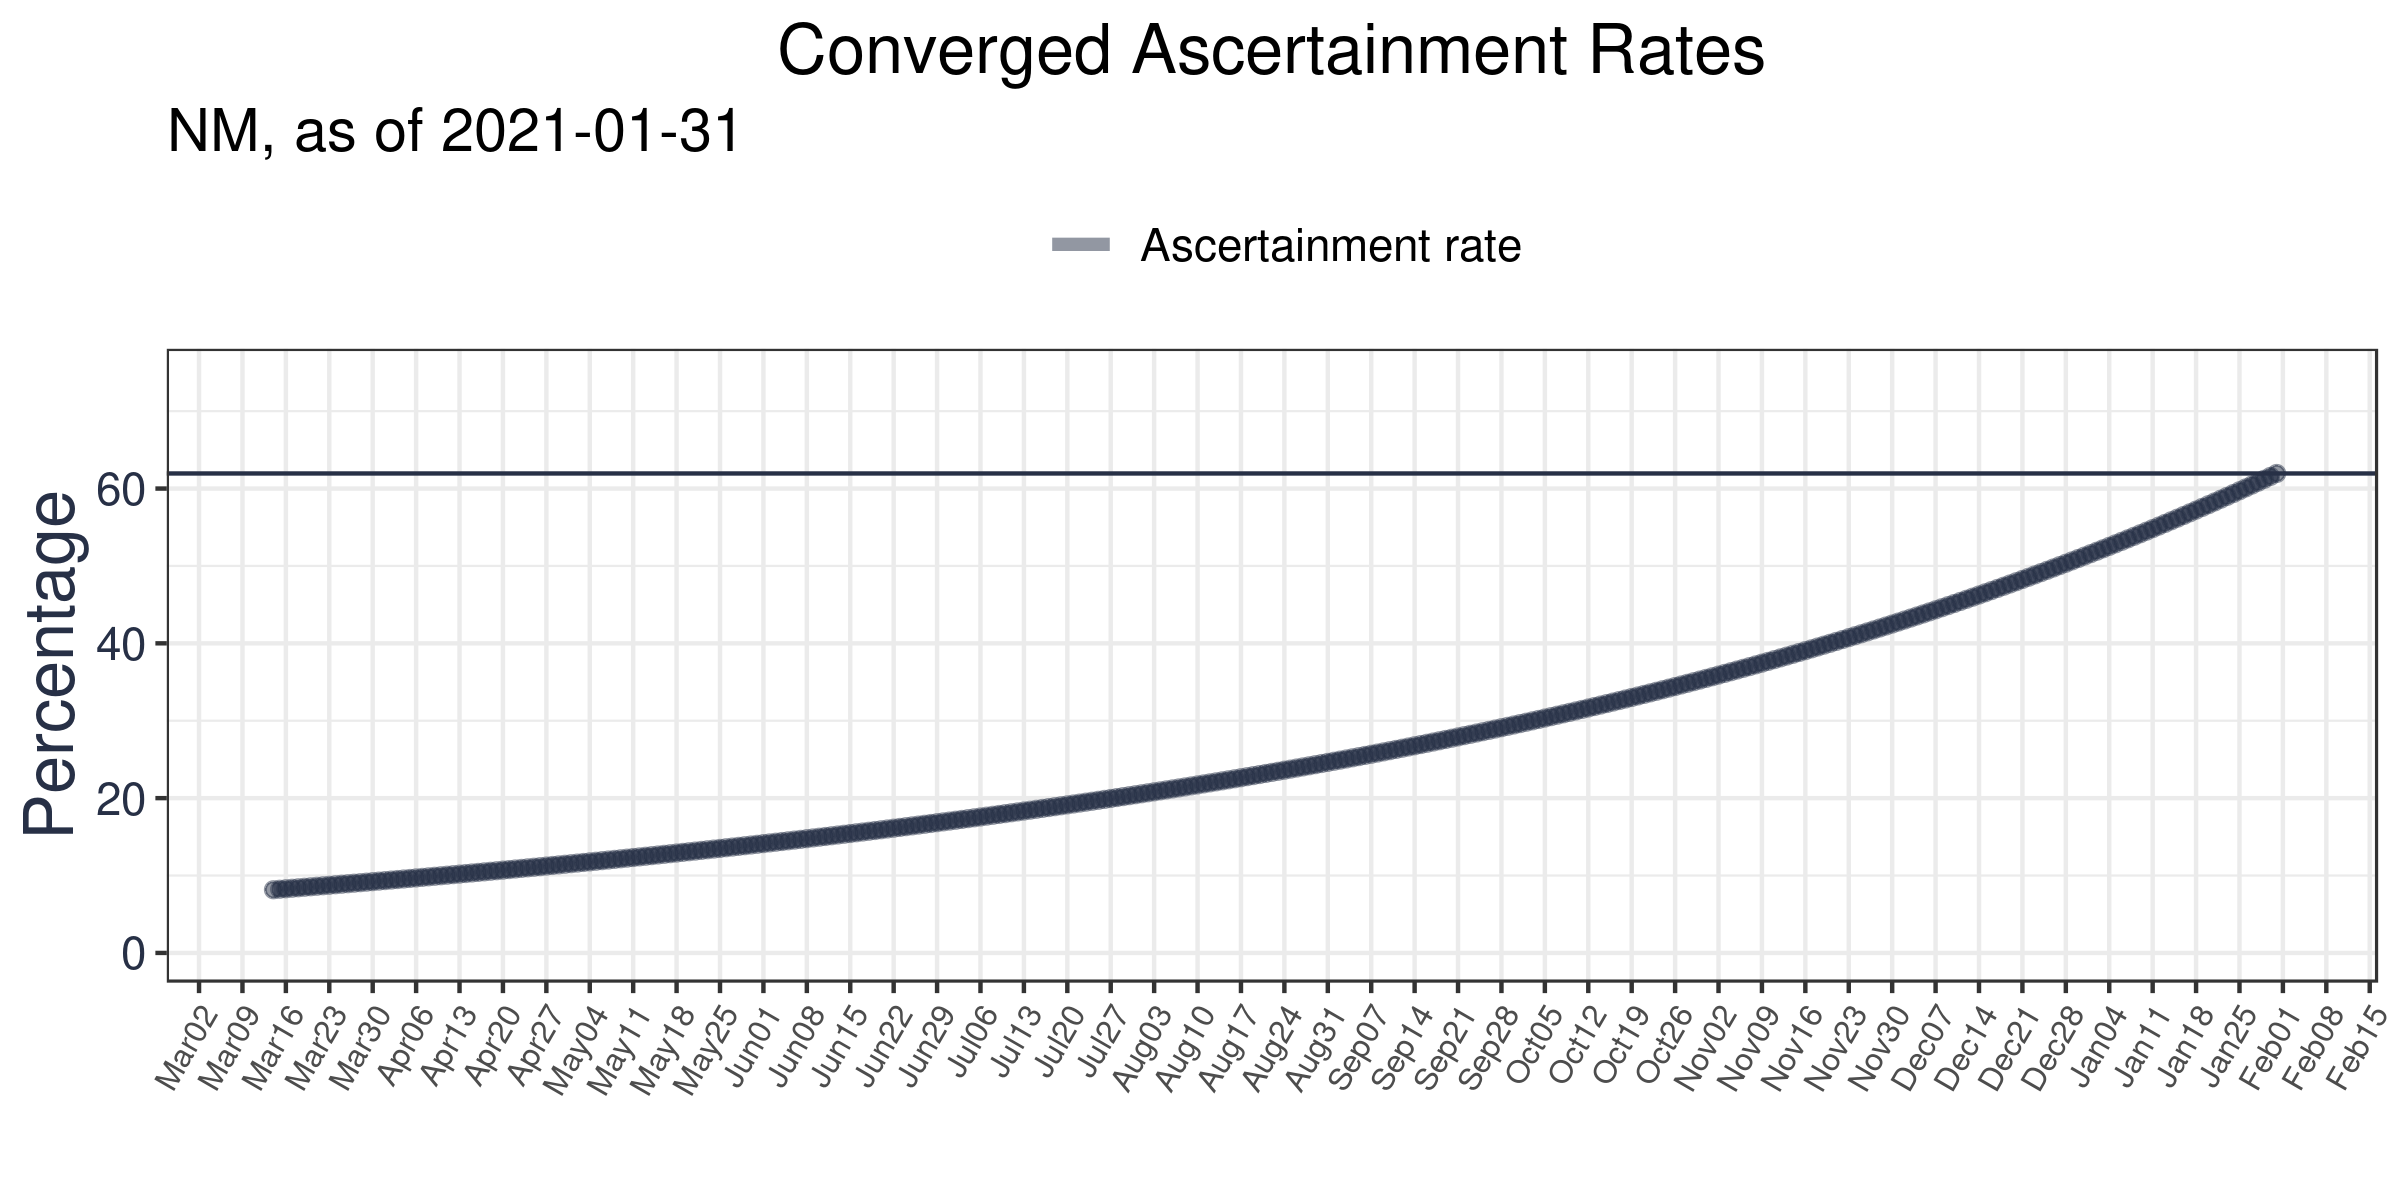 Converged Ascertainment Rates
NM, as of 2021-01-31
Ascertainment rate
Percentage
60
40
20
0
Mar02
Mar09
Mar16
Mar23
Mar30
Apr06
Apr13
Apr20
Apr27
May04
May11
May18
May25
Jun01
Jun08
Jun15
Jun22
Jun29
Jul06
Jul13
Jul20
Jul27
Aug03
Aug10
Aug17
Aug24
Aug31
Sep07
Sep14
Sep21
Sep28
Oct05
Oct12
Oct19
Oct26
Nov02
Nov09
Nov16
Nov23
Nov30
Dec07
Dec14
Dec21
Dec28
Jan04
Jan11
Jan18
Jan25
Feb01
Feb08
Feb15